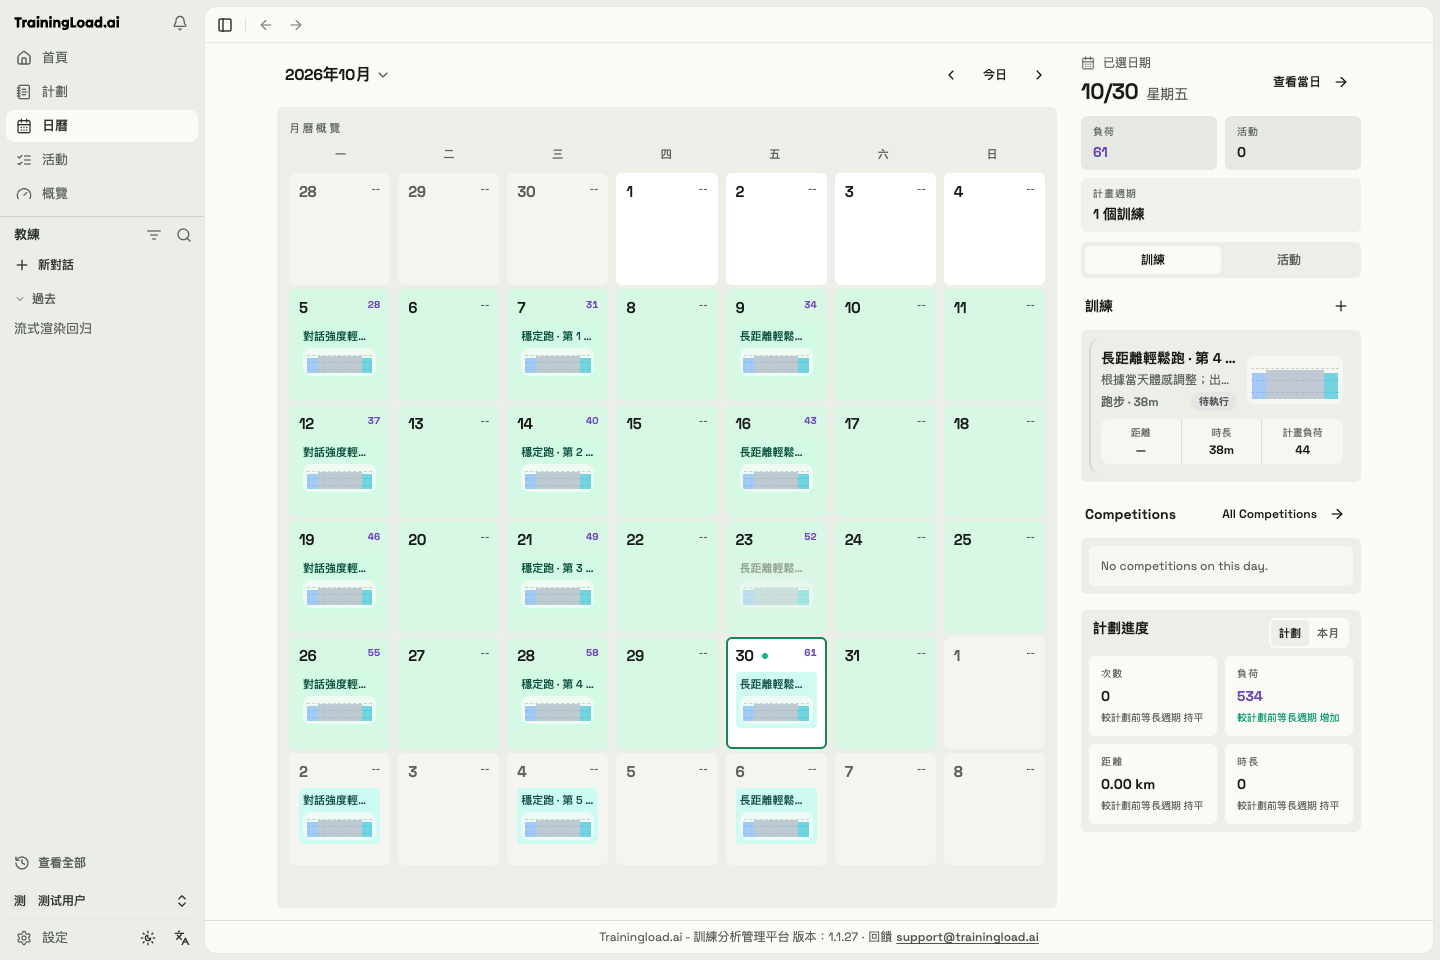 TrainingLoad.ai
首頁
計劃
日曆
活動
概覽
教練
新對話
過去
流式渲染回归
查看全部
測 測试用户
設定
2026年10月
今日
月曆概覽
一 二 三 四 五 六 日
28 -- 29 -- 30 -- 1 -- 2 -- 3 -- 4 --
5 28 6 -- 7 31 8 -- 9 34 10 -- 11 --
對話強度輕... 穩定跑 · 第 1 ... 長距離輕鬆...
12 37 13 -- 14 40 15 -- 16 43 17 -- 18 --
對話強度輕... 穩定跑 · 第 2 ... 長距離輕鬆...
19 46 20 -- 21 49 22 -- 23 52 24 -- 25 --
對話強度輕... 穩定跑 · 第 3 ... 長距離輕鬆...
26 55 27 -- 28 58 29 -- 30 61 31 -- 1 --
對話強度輕... 穩定跑 · 第 4 ... 長距離輕鬆...
2 -- 3 -- 4 -- 5 -- 6 -- 7 -- 8 --
對話強度輕... 穩定跑 · 第 5 ... 長距離輕鬆...
已選日期
10/30 星期五
查看當日
負荷
61
活動
0
計畫週期
1 個訓練
訓練 活動
訓練
長距離輕鬆跑 · 第 4 ...
根據當天體感調整；出...
跑步 · 38m 待執行
距離 時長 計畫負荷
— 38m 44
Competitions All Competitions
No competitions on this day.
計劃進度
計劃 本月
次數
0
較計劃前等長週期 持平
負荷
534
較計劃前等長週期 增加
距離
0.00 km
較計劃前等長週期 持平
時長
0
較計劃前等長週期 持平
Trainingload.ai - 訓練分析管理平台 版本：1.1.27 · 回饋 support@trainingload.ai